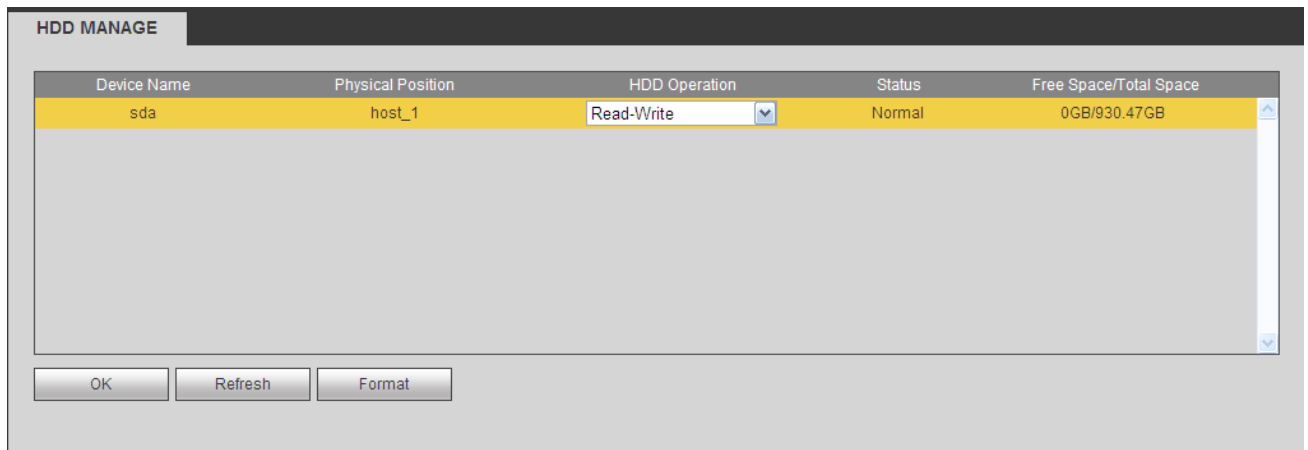 HDD MANAGE
Device Name Physical Position HDD Operation Status Free Space/Total Space
sda host_1 Read-Write Normal 0GB/930.47GB
OK Refresh Format